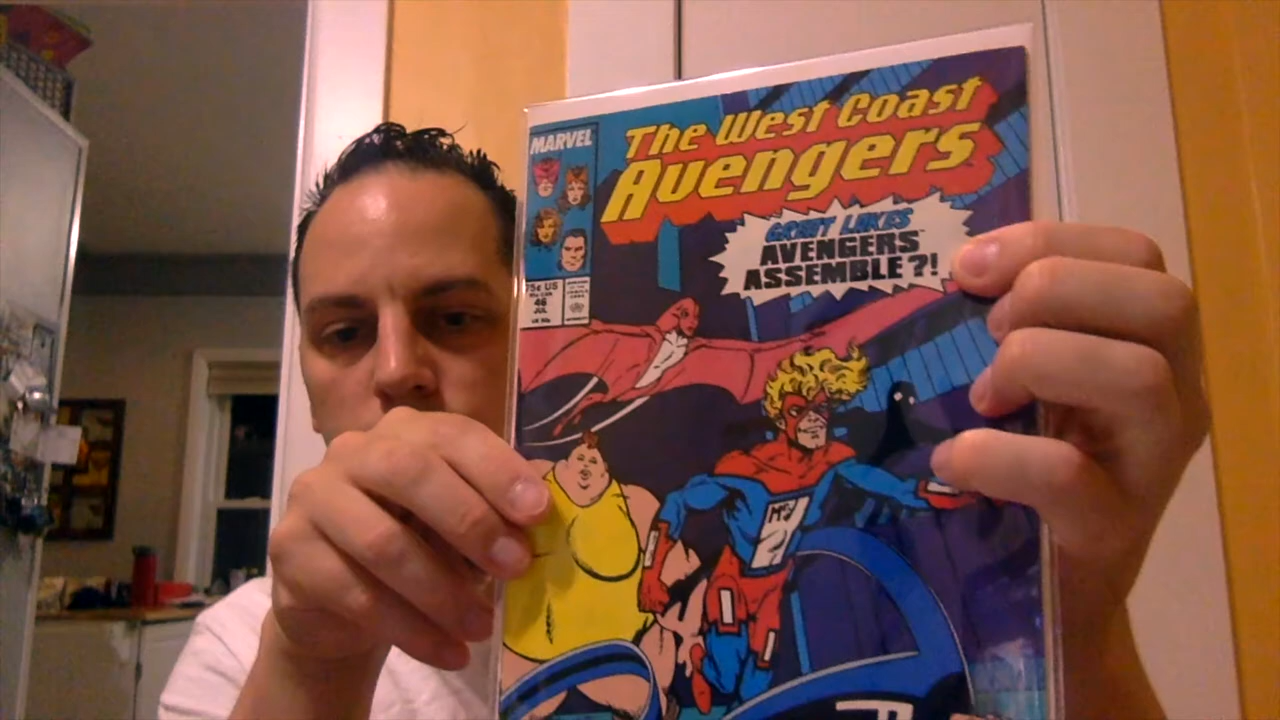 The West Coast
Avengers
MARVEL
GREAT LAKES
AVENGERS
ASSEMBLE?!
75¢ US
46
JUL